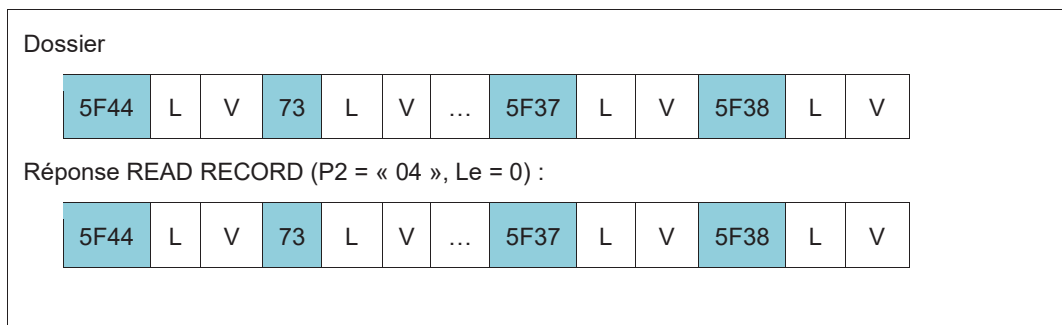 Dossier
5F44 L V 73 L V … 5F37 L V 5F38 L V
Réponse READ RECORD (P2 = « 04 », Le = 0) :
5F44 L V 73 L V … 5F37 L V 5F38 L V